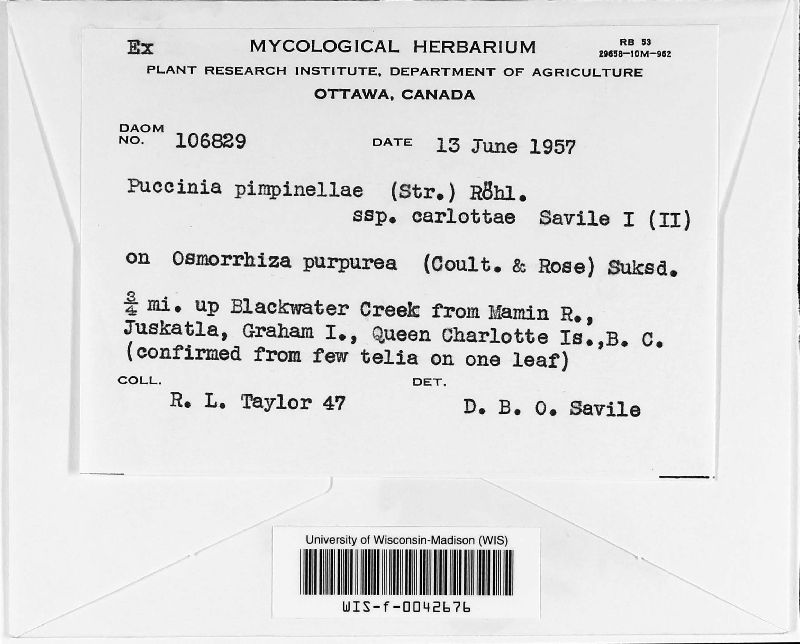 Ex MYCOLOGICAL HERBARIUM RB 53
29658—10M—962
PLANT RESEARCH INSTITUTE, DEPARTMENT OF AGRICULTURE
OTTAWA, CANADA
DAOM NO. 106829 DATE 13 June 1957
Puccinia pimpinellae (Str.) Röhl.
ssp. carlottae Savile I (II)
on Osmorrhiza purpurea (Coult. & Rose) Suksd.
3/4 mi. up Blackwater Creek from Mamin R.,
Juskatla, Graham I., Queen Charlotte Is.,B. C.
(confirmed from few telia on one leaf)
COLL. DET.
R. L. Taylor 47 D. B. O. Savile
University of Wisconsin-Madison (WIS)
WIS-f-0042676